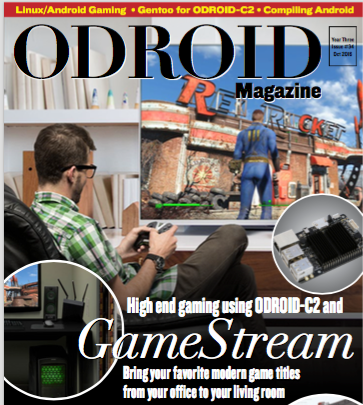 Linux/Android Gaming • Gentoo for ODROID-C2 • Compiling Android
ODROID
Year Three
Issue #34
Oct 2016
Magazine
RED ROCKET
High end gaming using ODROID-C2 and
GameStream
Bring your favorite modern game titles
from your office to your living room